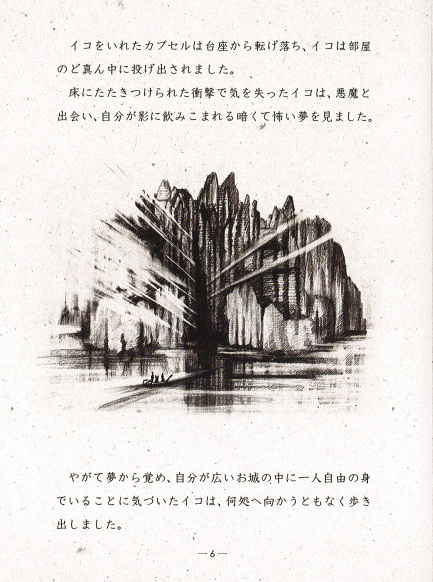 イコをいれたカプセルは台座から転げ落ち、イコは部屋
のど真ん中に投げ出されました。
床にたたきつけられた衝撃で気を失ったイコは、悪魔と
出会い、自分が影に飲みこまれる暗くて怖い夢を見ました。
やがて夢から覚め、自分が広いお城の中に一人自由の身
でいることに気づいたイコは、何処へ向かうともなく歩き
出しました。
—6—